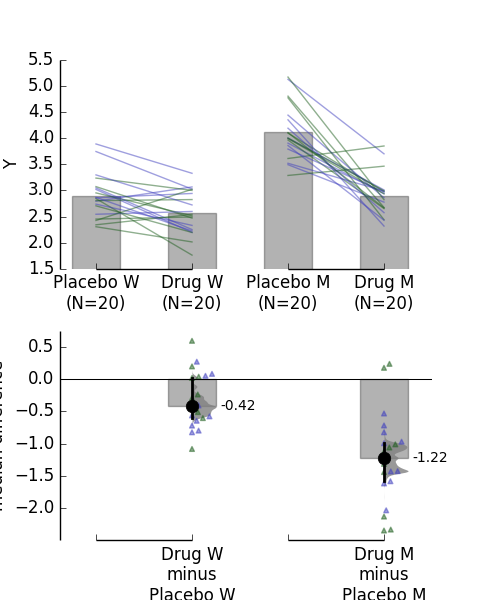 5.5
5.0
4.5
4.0
3.5
3.0
2.5
2.0
1.5
Y
Placebo W
(N=20)
Drug W
(N=20)
Placebo M
(N=20)
Drug M
(N=20)
0.5
0.0
−0.5
−1.0
−1.5
−2.0
difference
-0.42
-1.22
Drug W
minus
Placebo W
Drug M
minus
Placebo M